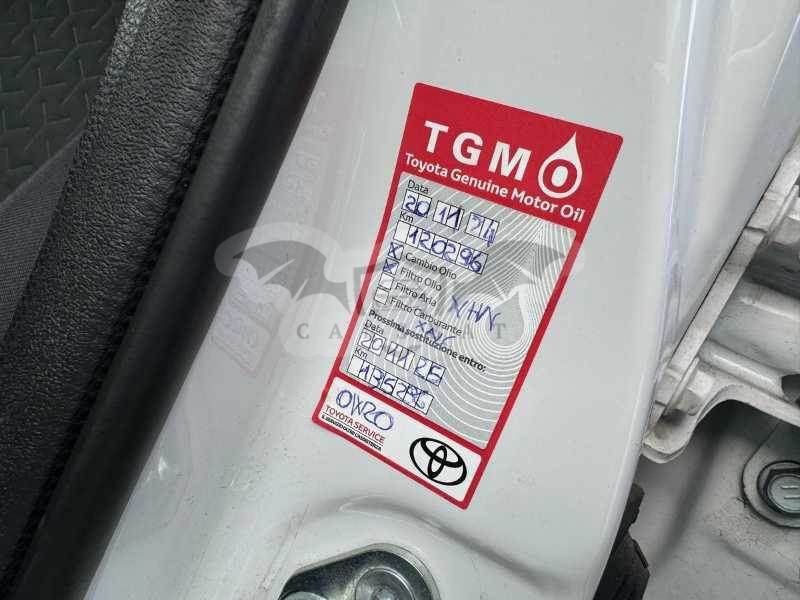 TGMO
Toyota Genuine Motor Oil
Data
20 11 24
Km
120296
Cambio Olio
Filtro Olio
Filtro Aria
Filtro Carburante
Prossima sostituzione entro:
Data
20 11 25
Km
0W20
TOYOTA SERVICE